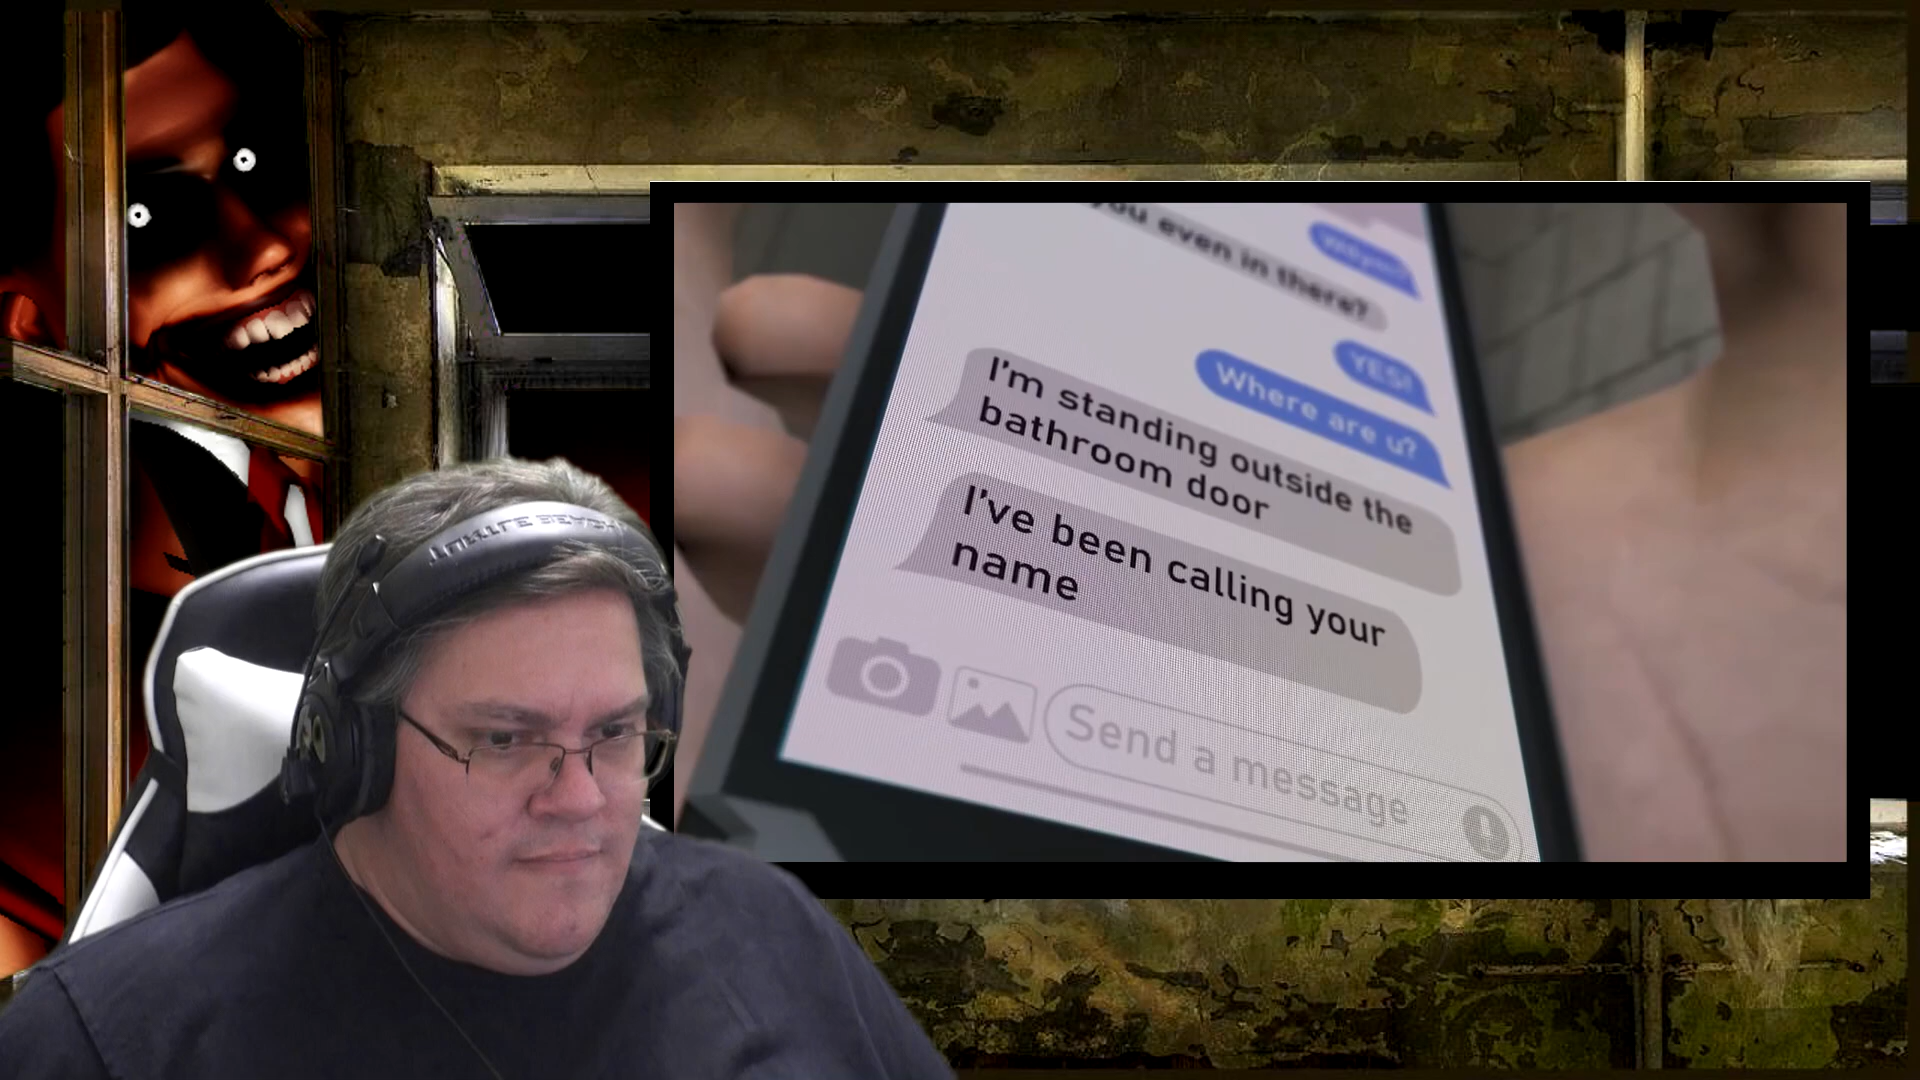 you even in there?
YES!
Where are u?
I'm standing outside the
bathroom door
I've been calling your
name
Send a message